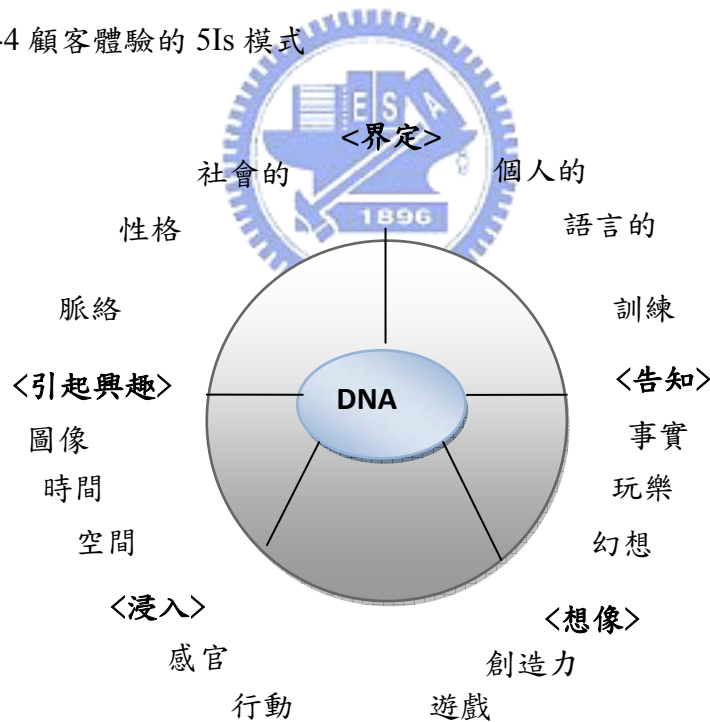 -4 顧客體驗的 5Is 模式
E S A
<界定>
社會的
個人的
1896
性格
語言的
脈絡
訓練
<引起興趣>
<告知>
DNA
圖像
事實
時間
玩樂
空間
幻想
<浸入>
<想像>
感官
創造力
行動
遊戲